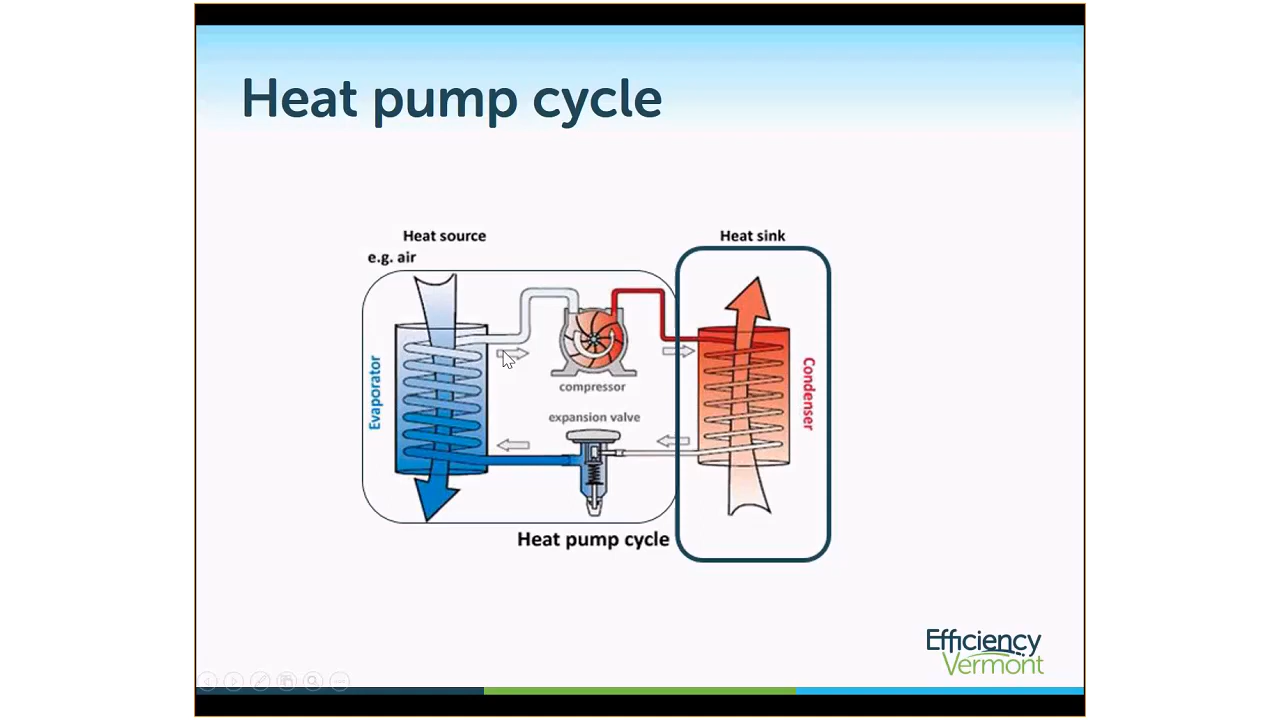 Heat pump cycle
Heat source
e.g. air
Heat sink
Evaporator
compressor
expansion valve
Condenser
Heat pump cycle
Efficiency
Vermont